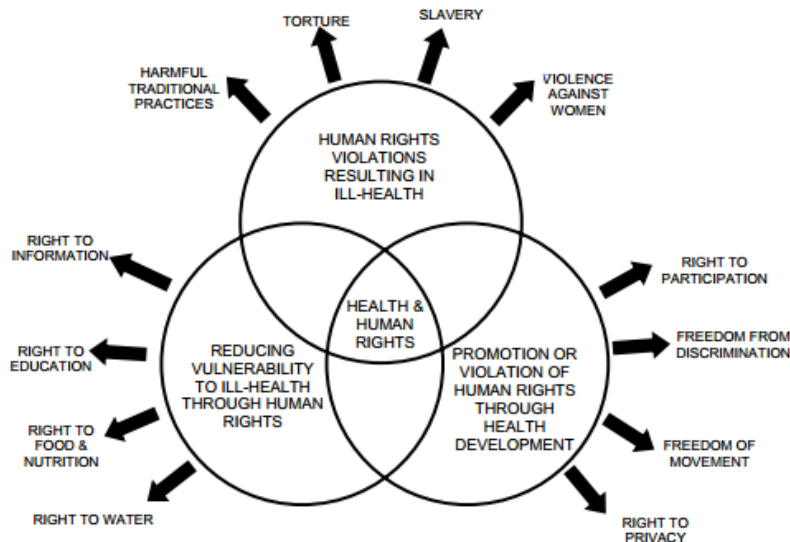 TORTURE
SLAVERY
HARMFUL
TRADITIONAL
PRACTICES
VIOLENCE
AGAINST
WOMEN
HUMAN RIGHTS
VIOLATIONS
RESULTING IN
ILL-HEALTH
RIGHT TO
INFORMATION
RIGHT TO
PARTICIPATION
HEALTH &
HUMAN
RIGHTS
RIGHT TO
EDUCATION
REDUCING
VULNERABILITY
TO ILL-HEALTH
THROUGH HUMAN
RIGHTS
PROMOTION OR
VIOLATION OF
HUMAN RIGHTS
THROUGH
HEALTH
DEVELOPMENT
FREEDOM FROM
DISCRIMINATION
RIGHT TO
FOOD &
NUTRITION
FREEDOM OF
MOVEMENT
RIGHT TO WATER
RIGHT TO
PRIVACY